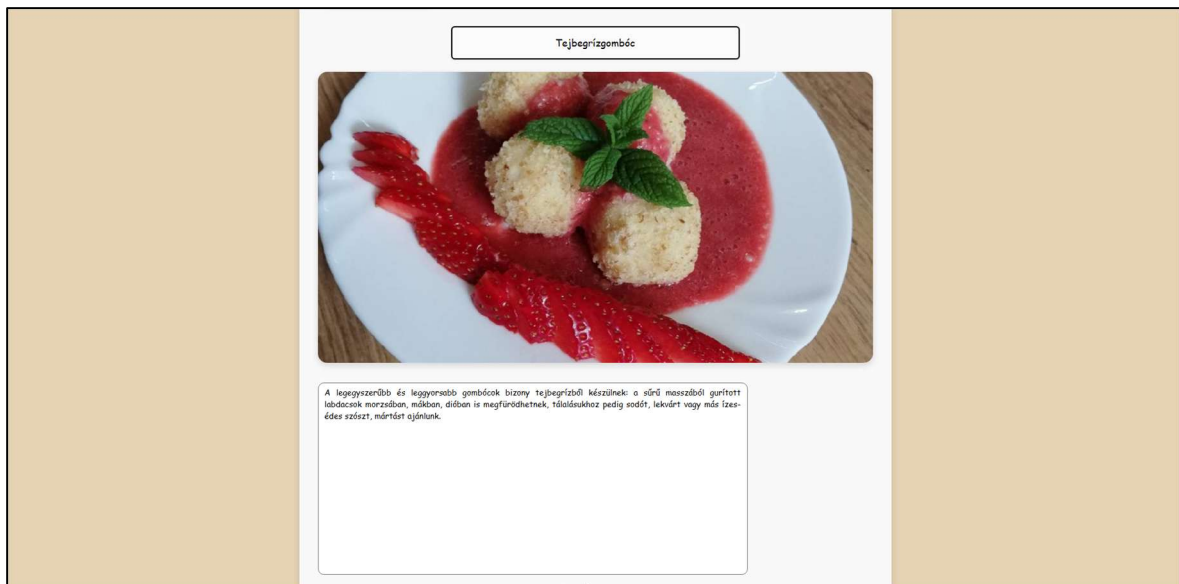 Tejbegrízgombóc
A legegyszerűbb és leggyorsabb gombócok bizony tejbegrízből készülnek: a sűrű masszából gurított
labdacsok morzsában, mákban, dióban is megfürödhetnek, tálalásukhoz pedig sodót, lekvárt vagy más ízes-
édes szószt, mártást ajánlunk.